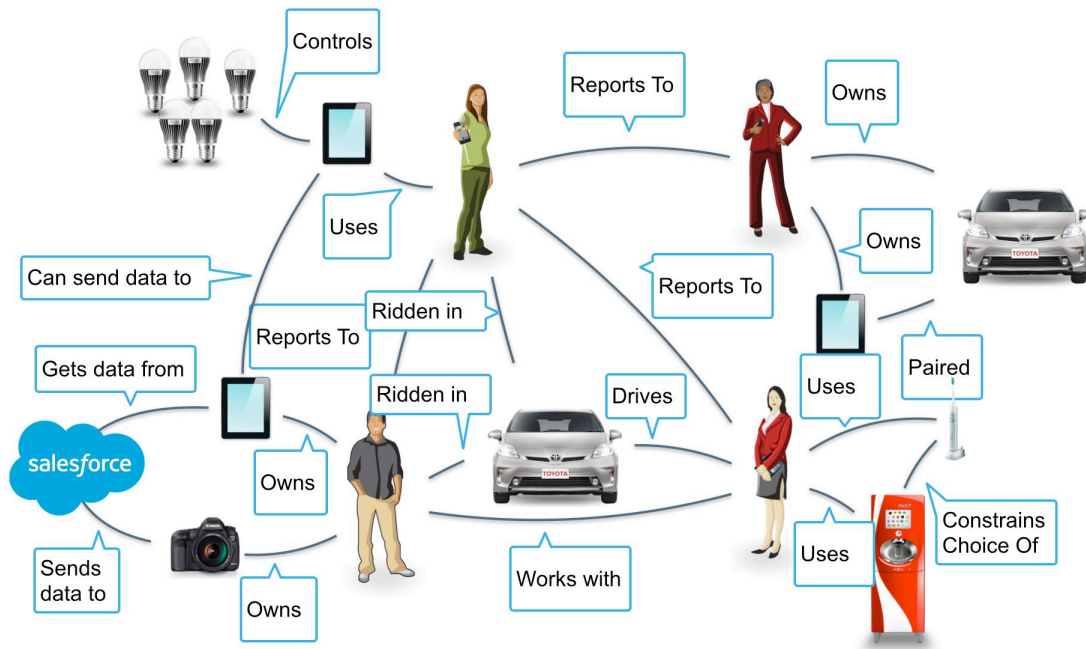 Controls
Reports To
Owns
Uses
Owns
Can send data to
Reports To
Ridden in
Reports To
TOYOTA
Gets data from
Ridden in
Drives
Uses
Paired
salesforce
Owns
TOYOTA
Sends
data to
Owns
Works with
Uses
Constrains
Choice Of